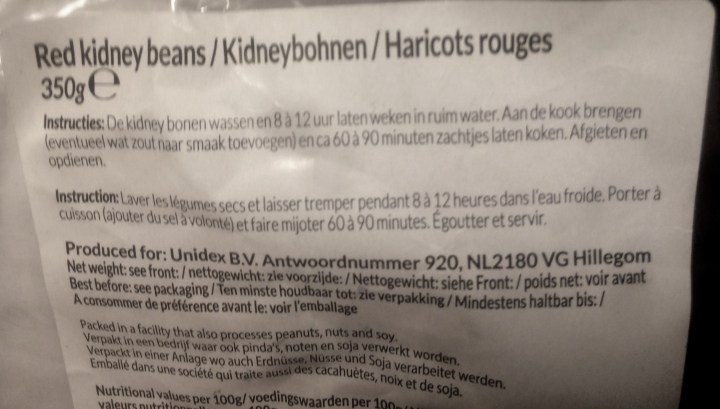 Red kidney beans / Kidneybohnen / Haricots rouges
350g ℮
Instructies: De kidney bonen wassen en 8 à 12 uur laten weken in ruim water. Aan de kook brengen
(eventueel wat zout naar smaak toevoegen) en ca 60 à 90 minuten zachtjes laten koken. Afgieten en
opdienen.
Instruction: Laver les légumes secs et laisser tremper pendant 8 à 12 heures dans l'eau froide. Porter à
cuisson (ajouter du sel à volonté) et faire mijoter 60 à 90 minutes. Égoutter et servir.
Produced for: Unidex B.V. Antwoordnummer 920, NL2180 VG Hillegom
Net weight: see front: / nettogewicht: zie voorzijde: / Nettogewicht: siehe Front: / poids net: voir avant
Best before: see packaging / Ten minste houdbaar tot: zie verpakking / Mindestens haltbar bis: /
A consommer de préférence avant le: voir l'emballage
Packed in a facility that also processes peanuts, nuts and soy.
Verpakt in een bedrijf waar ook pinda's, noten en soja verwerkt worden.
Verpackt in einer Anlage wo auch Erdnüsse, Nüsse und Soja verarbeitet werden.
Emballé dans une société qui traite aussi des cacahuètes, noix et de soja.
Nutritional values per 100g/ voedingswaarden per 100
valeurs